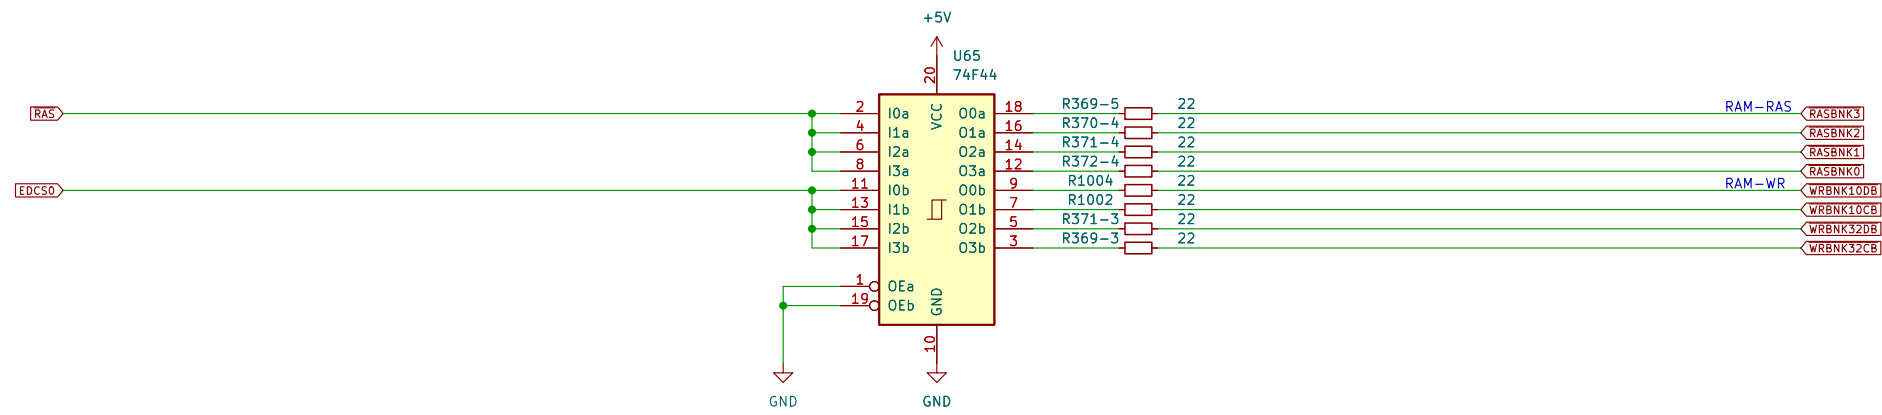 +5V
U65
74F44
20
VCC
RAS
2 I0a O0a 18 R369-5 22 RAM-RAS RASBNK3
4 I1a O1a 16 R370-4 22 RASBNK2
6 I2a O2a 14 R371-4 22 RASBNK1
8 I3a O3a 12 R372-4 22 RASBNK0
EDCS0 11 I0b O0b 9 R1004 22 RAM-WR WRBNK10DB
13 I1b O1b 7 R1002 22 WRBNK10CB
15 I2b O2b 5 R371-3 22 WRBNK32DB
17 I3b O3b 3 R369-3 22 WRBNK32CB
1 OEa
19 OEb
GND
10
GND
GND